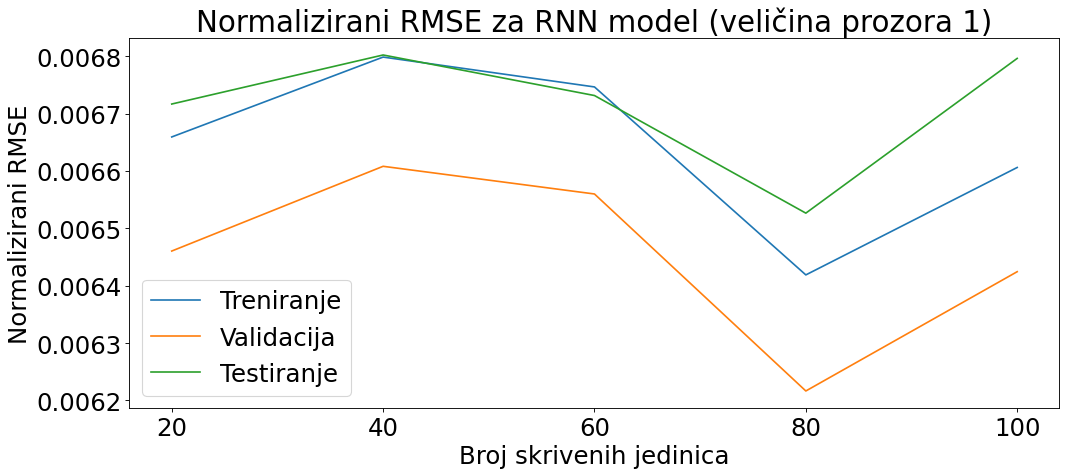 Normalizirani RMSE za RNN model (veličina prozora 1)
Normalizirani RMSE
0.0068
0.0067
0.0066
0.0065
0.0064
0.0063
0.0062
Treniranje
Validacija
Testiranje
20 40 60 80 100
Broj skrivenih jedinica